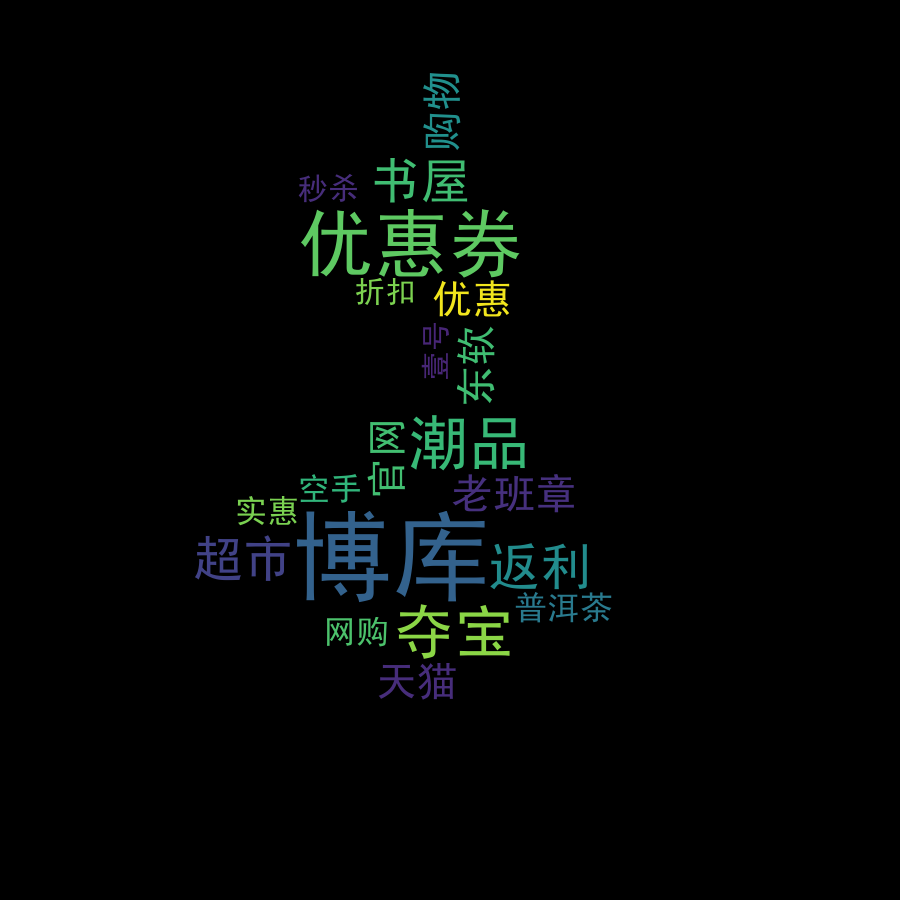 购物
秒杀
书屋
优惠券
折扣
优惠
壹号
东软
官网
潮品
空手
老班章
实惠
博库
超市
返利
普洱茶
网购
夺宝
天猫